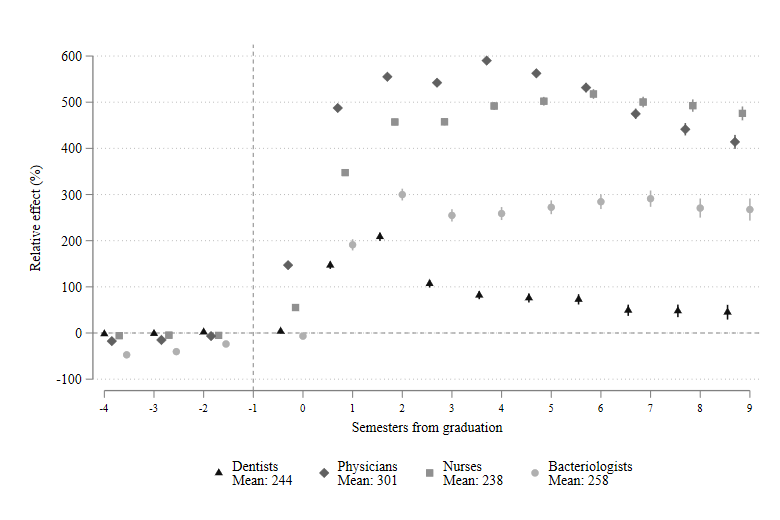 600
500
400
300
200
100
0
-100
Relative effect (%)
-4 -3 -2 -1 0 1 2 3 4 5 6 7 8 9
Semesters from graduation
Dentists Physicians Nurses Bacteriologists
Mean: 244 Mean: 301 Mean: 238 Mean: 258